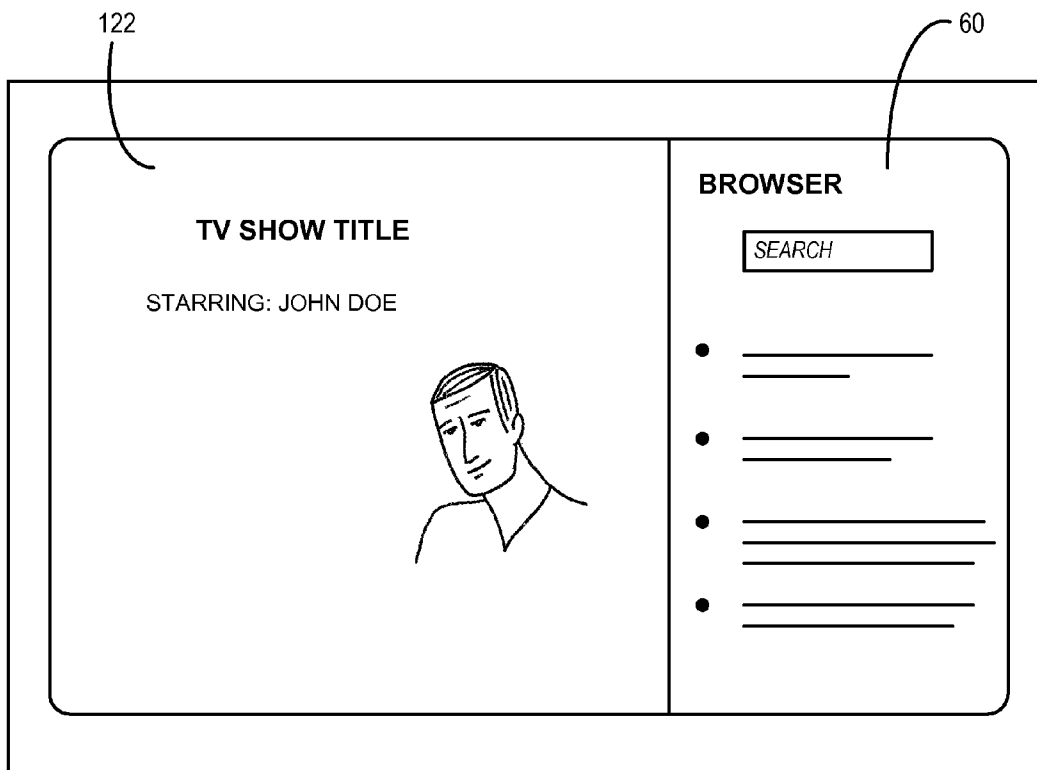 122
60
TV SHOW TITLE
STARRING: JOHN DOE
BROWSER
SEARCH